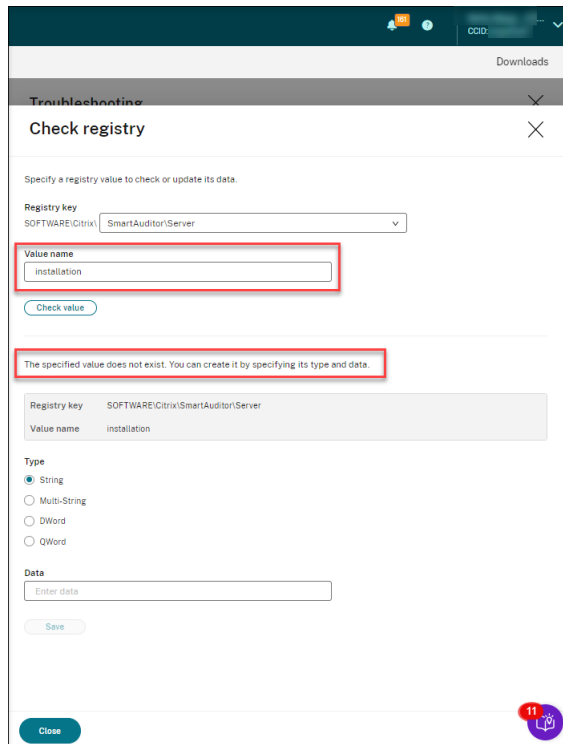 161
?
CCID:
Downloads
Troubleshooting
Check registry
Specify a registry value to check or update its data.
Registry key
SOFTWARE\Citrix\ SmartAuditor\Server
Value name
installation
Check value
The specified value does not exist. You can create it by specifying its type and data.
Registry key SOFTWARE\Citrix\SmartAuditor\Server
Value name installation
Type
String
Multi-String
DWord
QWord
Data
Enter data
Save
Close
11